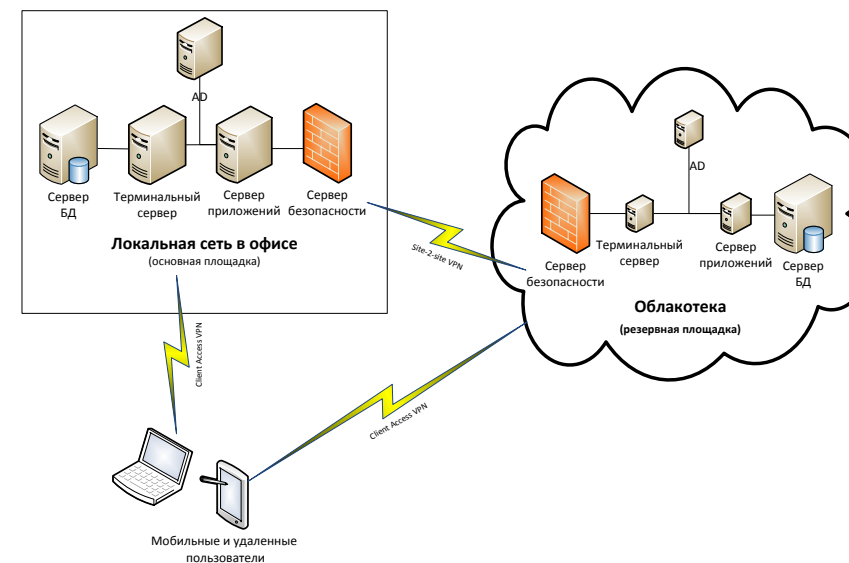 AD
Сервер
БД
Терминальный
сервер
Сервер
приложений
Сервер
безопасности
Локальная сеть в офисе
(основная площадка)
Site-2-site VPN
AD
Сервер
безопасности
Терминальный
сервер
Сервер
приложений
Сервер
БД
Облакотека
(резервная площадка)
Client Access VPN
Client Access VPN
Мобильные и удаленные
пользователи